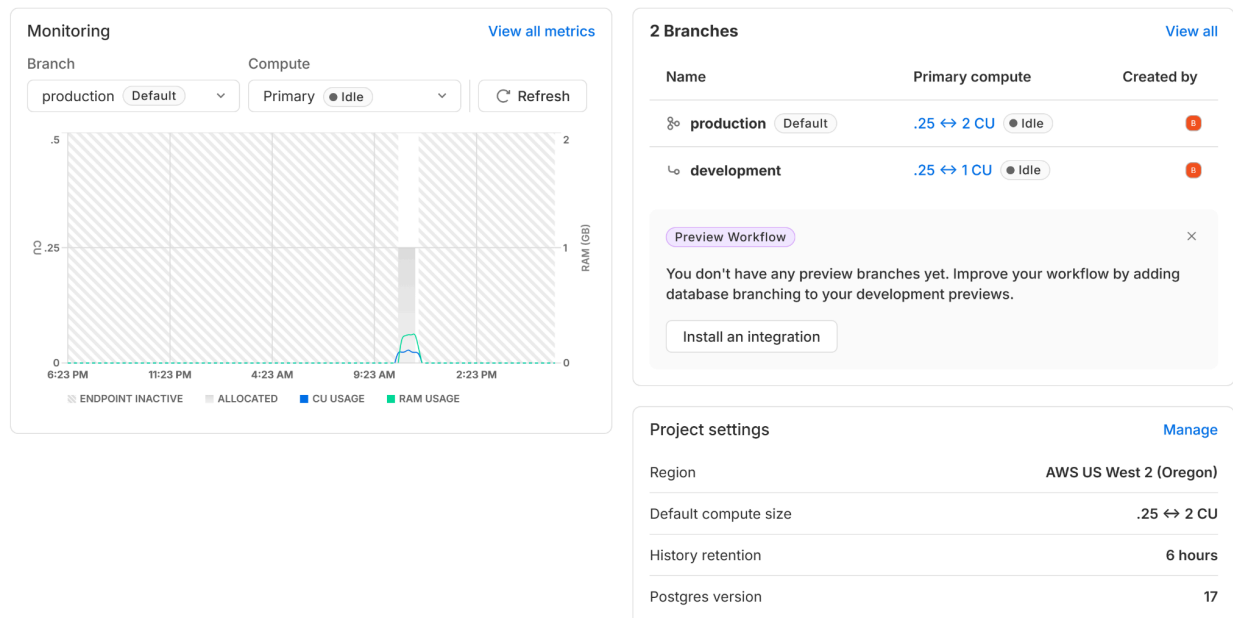 Monitoring
View all metrics
Branch
Compute
production Default
Primary Idle
Refresh
.5
2
CU
.25
1
RAM (GB)
0
0
6:23 PM 11:23 PM 4:23 AM 9:23 AM 2:23 PM
ENDPOINT INACTIVE ALLOCATED CU USAGE RAM USAGE
2 Branches
View all
Name Primary compute Created by
production Default .25 ↔ 2 CU Idle B
development .25 ↔ 1 CU Idle B
Preview Workflow
You don't have any preview branches yet. Improve your workflow by adding
database branching to your development previews.
Install an integration
Project settings
Manage
Region AWS US West 2 (Oregon)
Default compute size .25 ↔ 2 CU
History retention 6 hours
Postgres version 17